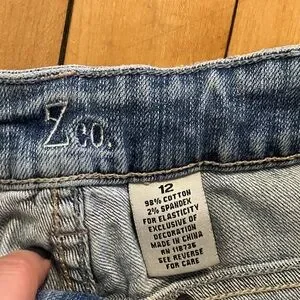 Z co.
12
98% COTTON
2% SPANDEX
FOR ELASTICITY
EXCLUSIVE OF
DECORATION
MADE IN CHINA
RN 118736
SEE REVERSE
FOR CARE